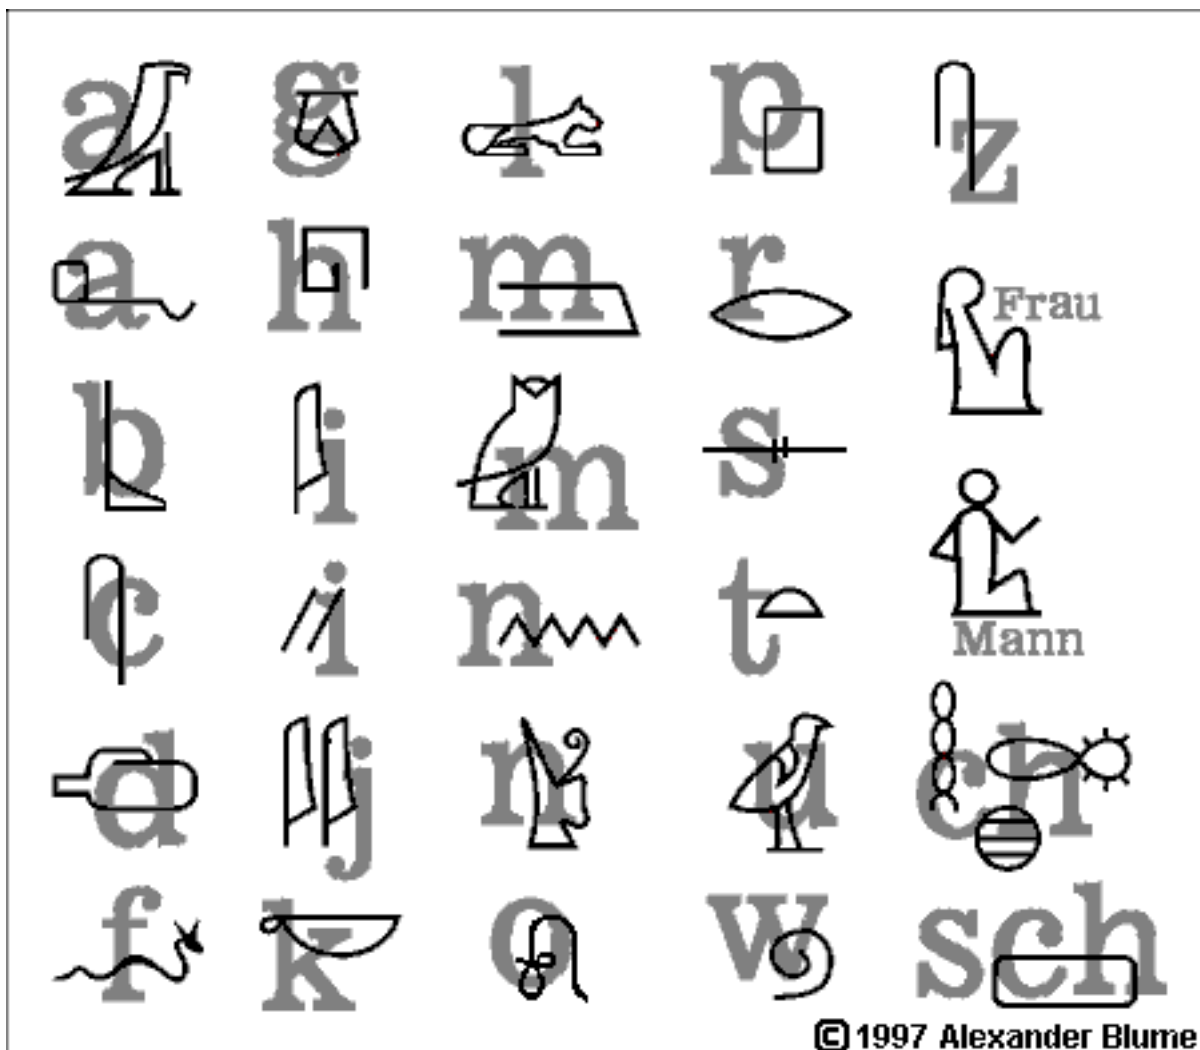 a g l p z
a h m r Frau
b i m s
c i n t Mann
d j n u ch
f k o w sch
© 1997 Alexander Blume